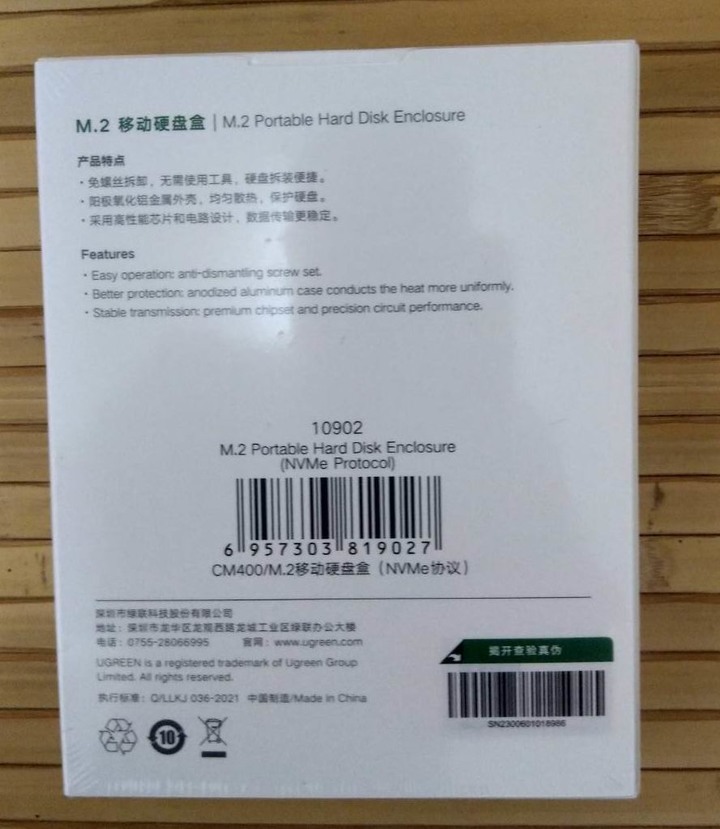 M.2 移动硬盘盒 | M.2 Portable Hard Disk Enclosure
产品特点
· 免螺丝拆卸，无需使用工具，硬盘拆装便捷。
· 阳极氧化铝金属外壳，均匀散热，保护硬盘。
· 采用高性能芯片和电路设计，数据传输更稳定。
Features
· Easy operation: anti-dismantling screw set.
· Better protection: anodized aluminum case conducts the heat more uniformly.
· Stable transmission: premium chipset and precision circuit performance.
10902
M.2 Portable Hard Disk Enclosure
(NVMe Protocol)
6 957303 819027
CM400/M.2移动硬盘盒（NVMe协议）
深圳市绿联科技股份有限公司
地址：深圳市龙华区龙观西路龙城工业区绿联办公大楼
电话：0755-28066995 官网：www.ugreen.com
UGREEN is a registered trademark of Ugreen Group
Limited. All rights reserved.
执行标准：Q/LLKJ 036-2021 中国制造/Made in China
揭开查验真伪
SN2300601018986
10